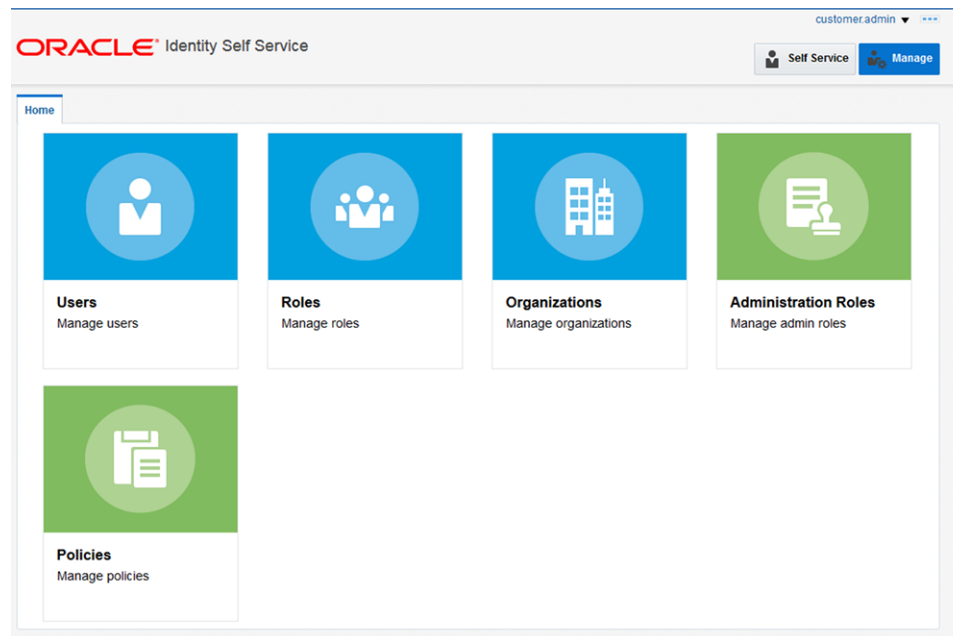 customer.admin
ORACLE® Identity Self Service
Self Service
Manage
Home
Users
Manage users
Roles
Manage roles
Organizations
Manage organizations
Administration Roles
Manage admin roles
Policies
Manage policies